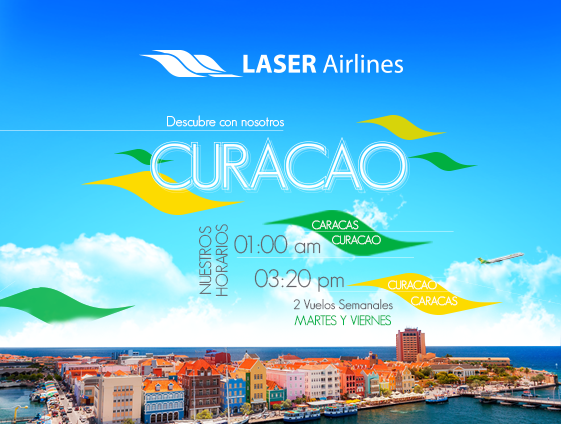 LASER Airlines
Descubre con nosotros
CURACAO
NUESTROS
HORARIOS
01:00 am
CARACAS
CURACAO
03:20 pm
CURACAO
CARACAS
2 Vuelos Semanales
MARTES Y VIERNES